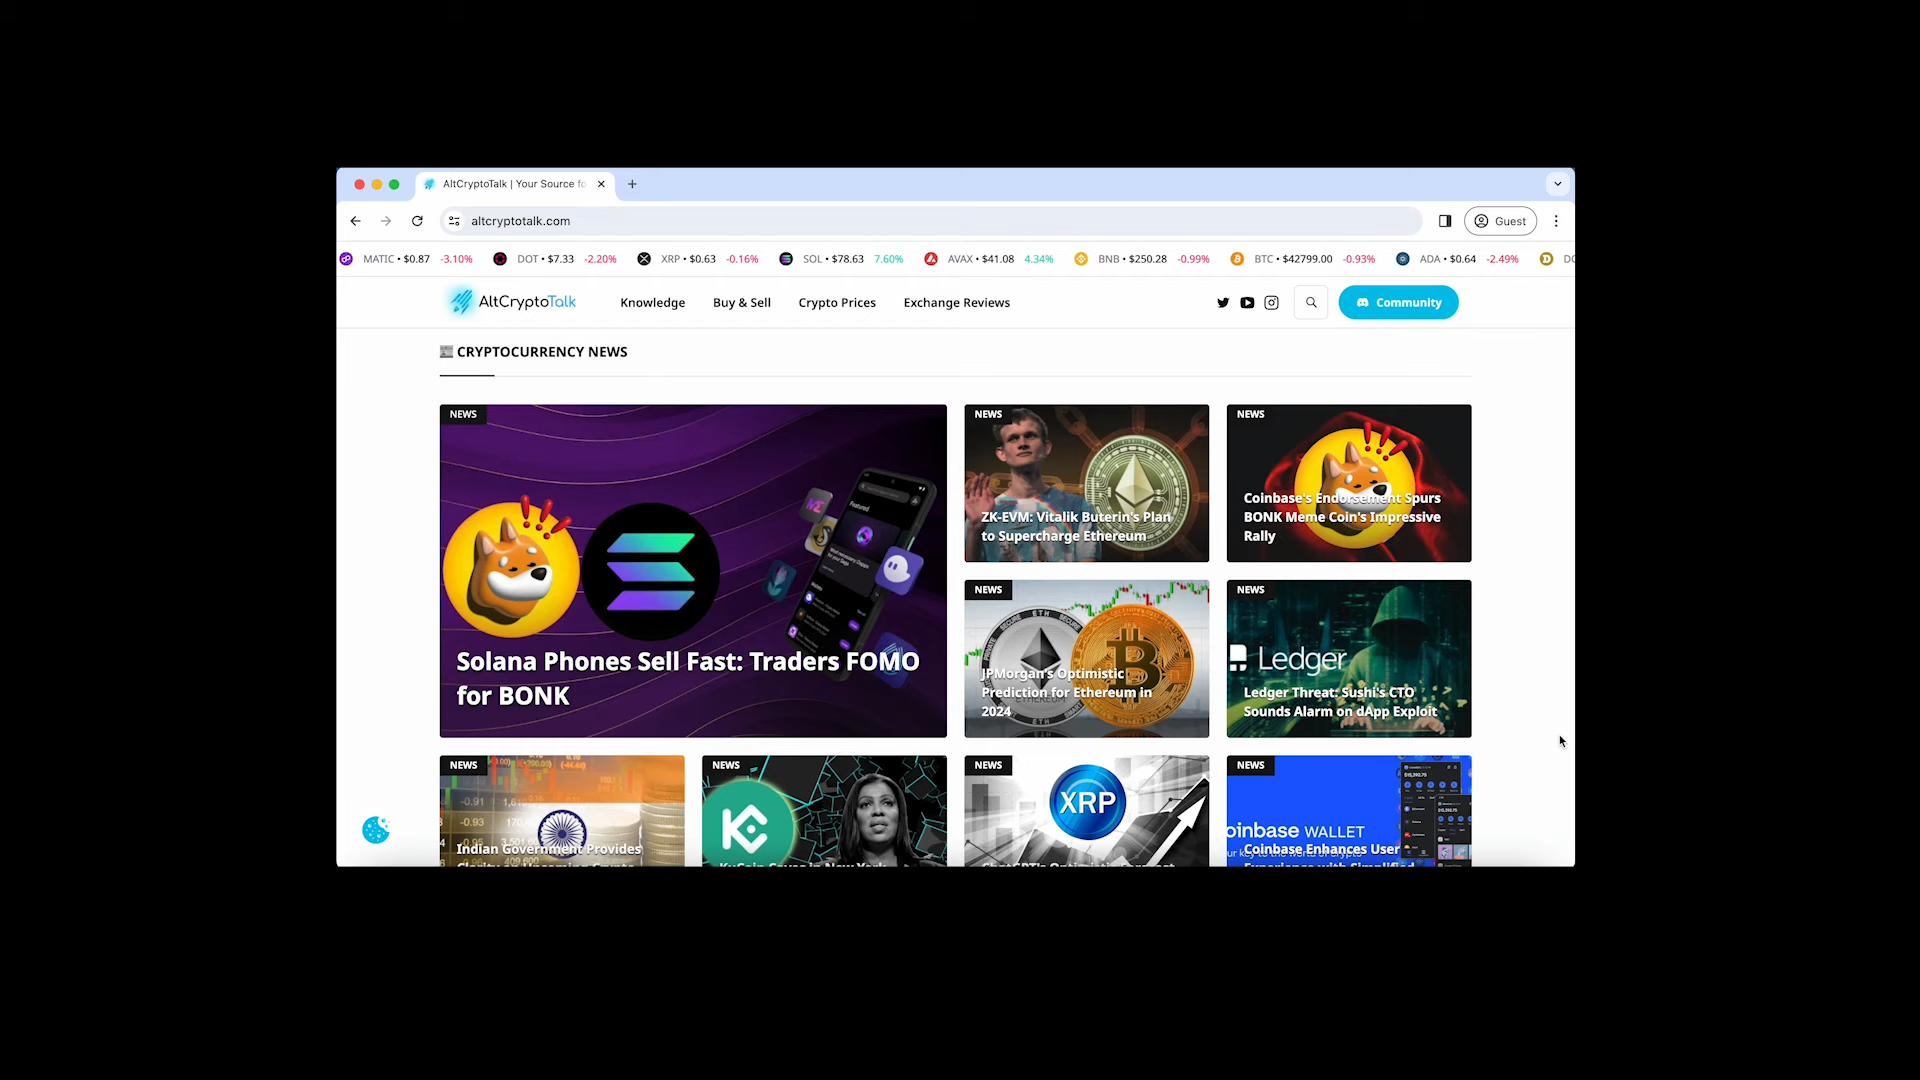 AltCryptoTalk | Your Source fo
altcryptotalk.com
Guest
MATIC • $0.87 -3.10% DOT • $7.33 -2.20% XRP • $0.63 -0.16% SOL • $78.63 7.60% AVAX • $41.08 4.34% BNB • $250.28 -0.99% BTC • $42799.00 -0.93% ADA • $0.64 -2.49%
AltCryptoTalk Knowledge Buy & Sell Crypto Prices Exchange Reviews Community
CRYPTOCURRENCY NEWS
NEWS
Solana Phones Sell Fast: Traders FOMO
for BONK
NEWS
ZK-EVM: Vitalik Buterin's Plan
to Supercharge Ethereum
NEWS
Coinbase's Endorsement Spurs
BONK Meme Coin's Impressive
Rally
NEWS
JPMorgan's Optimistic
Prediction for Ethereum in
2024
NEWS
Ledger
Ledger Threat: Sushi's CTO
Sounds Alarm on dApp Exploit
NEWS
Indian Government Provides
NEWS
NEWS
XRP
NEWS
oinbase WALLET
Coinbase Enhances User